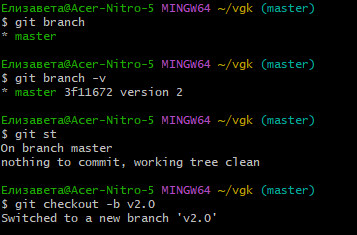 Елизавета@Acer-Nitro-5 MINGW64 ~/vgk (master)
$ git branch
* master
Елизавета@Acer-Nitro-5 MINGW64 ~/vgk (master)
$ git branch -v
* master 3f11672 version 2
Елизавета@Acer-Nitro-5 MINGW64 ~/vgk (master)
$ git st
On branch master
nothing to commit, working tree clean
Елизавета@Acer-Nitro-5 MINGW64 ~/vgk (master)
$ git checkout -b v2.0
Switched to a new branch 'v2.0'